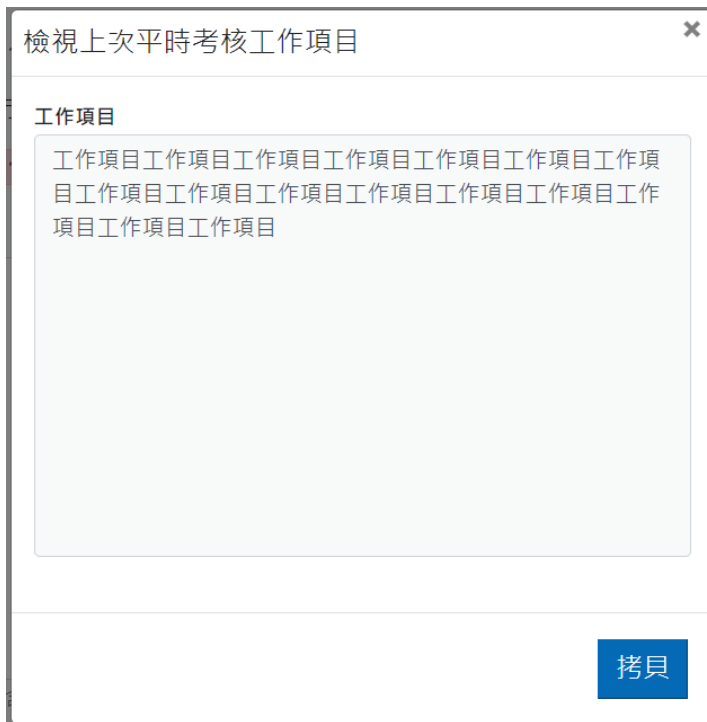 檢視上次平時考核工作項目
×
工作項目
工作項目工作項目工作項目工作項目工作項目工作項目工作項
目工作項目工作項目工作項目工作項目工作項目工作項目工作
項目工作項目工作項目
拷貝